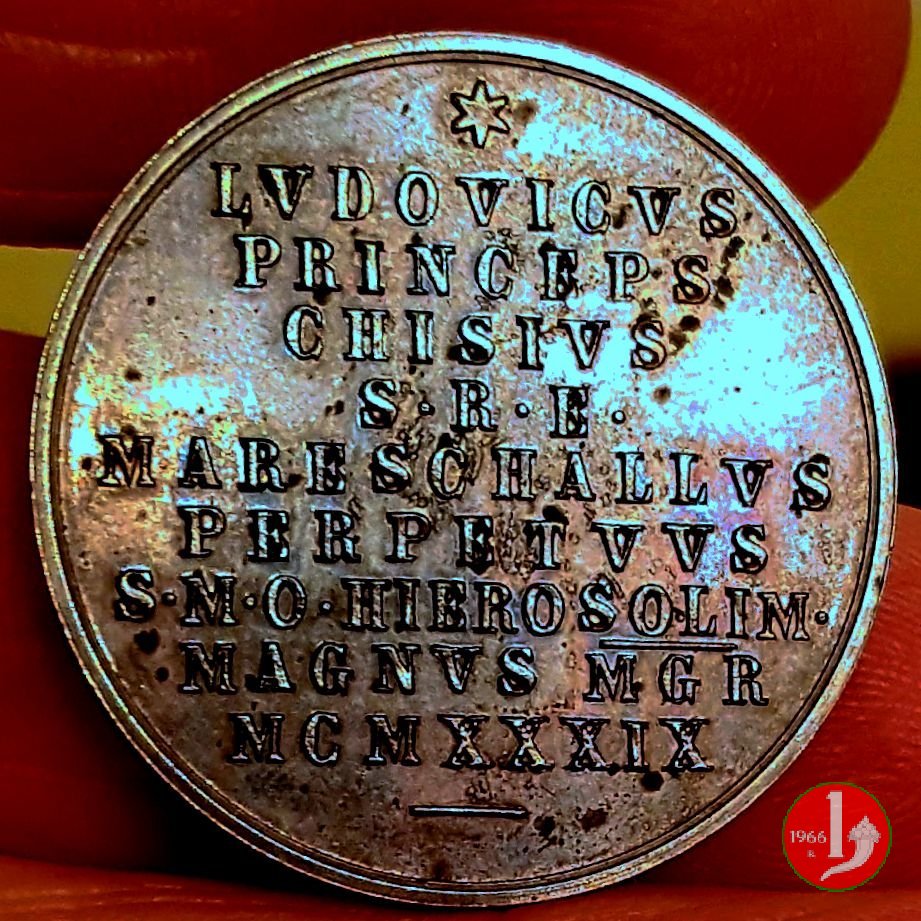 LVDOVICVS
PRINCEPS
CHISIVS
S·R·E·
MARESCHALLVS
PERPETVVS
S·M·O·HIEROSOLIM·
MAGNVS MGR
MCMXXXIX
1966